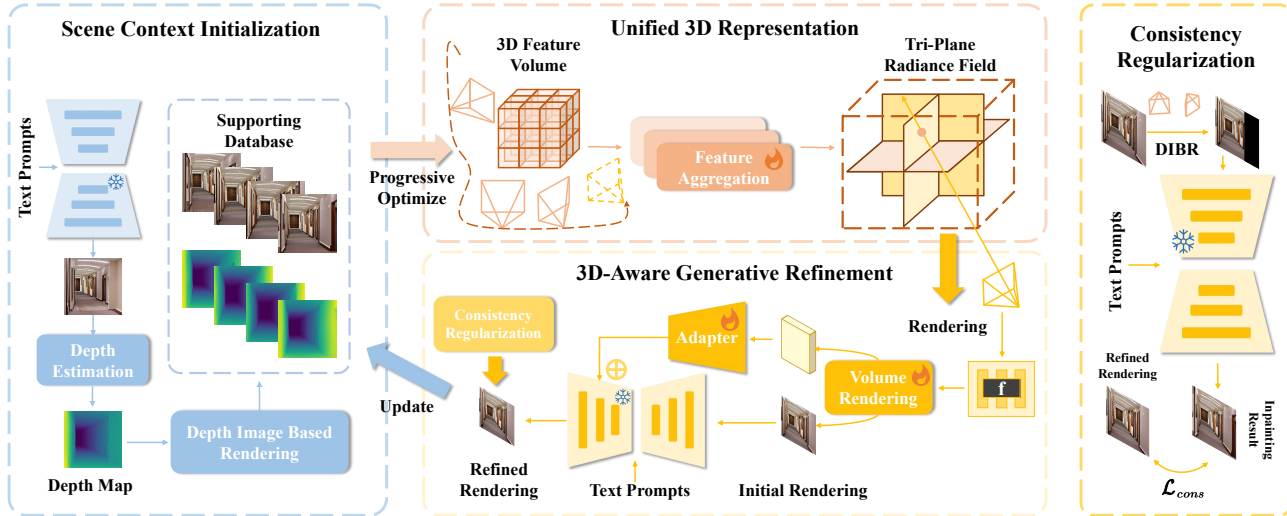 Scene Context Initialization
Text Prompts
Supporting
Database
Depth
Estimation
Depth Map
Depth Image Based
Rendering
Progressive
Optimize
Update
Unified 3D Representation
3D Feature
Volume
Feature
Aggregation
Tri-Plane
Radiance Field
3D-Aware Generative Refinement
Consistency
Regularization
Adapter
Rendering
Volume
Rendering
f
Refined
Rendering
Text Prompts
Initial Rendering
Consistency
Regularization
DIBR
Text Prompts
Refined
Rendering
Inpainting
Result
𝓛cons